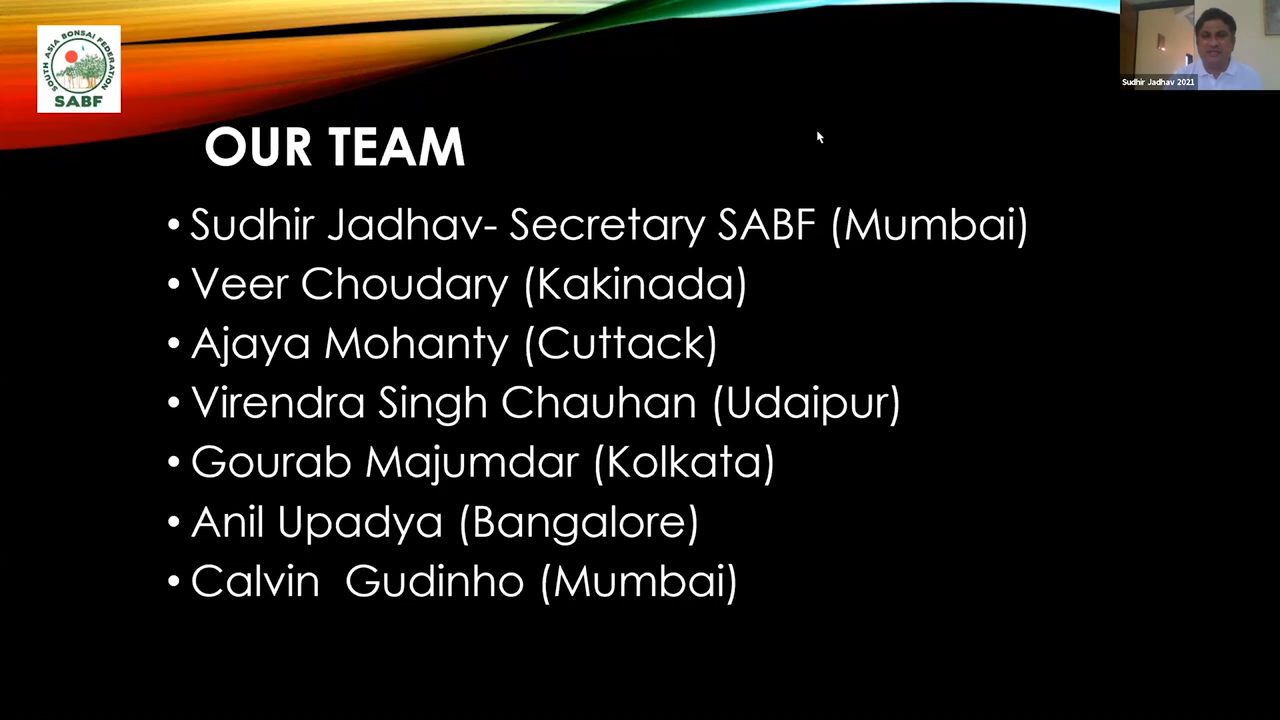 SOUTH ASIA BONSAI FEDERATION
SABF
Sudhir Jadhav 2021
OUR TEAM
• Sudhir Jadhav- Secretary SABF (Mumbai)
• Veer Choudary (Kakinada)
• Ajaya Mohanty (Cuttack)
• Virendra Singh Chauhan (Udaipur)
• Gourab Majumdar (Kolkata)
• Anil Upadya (Bangalore)
• Calvin  Gudinho (Mumbai)